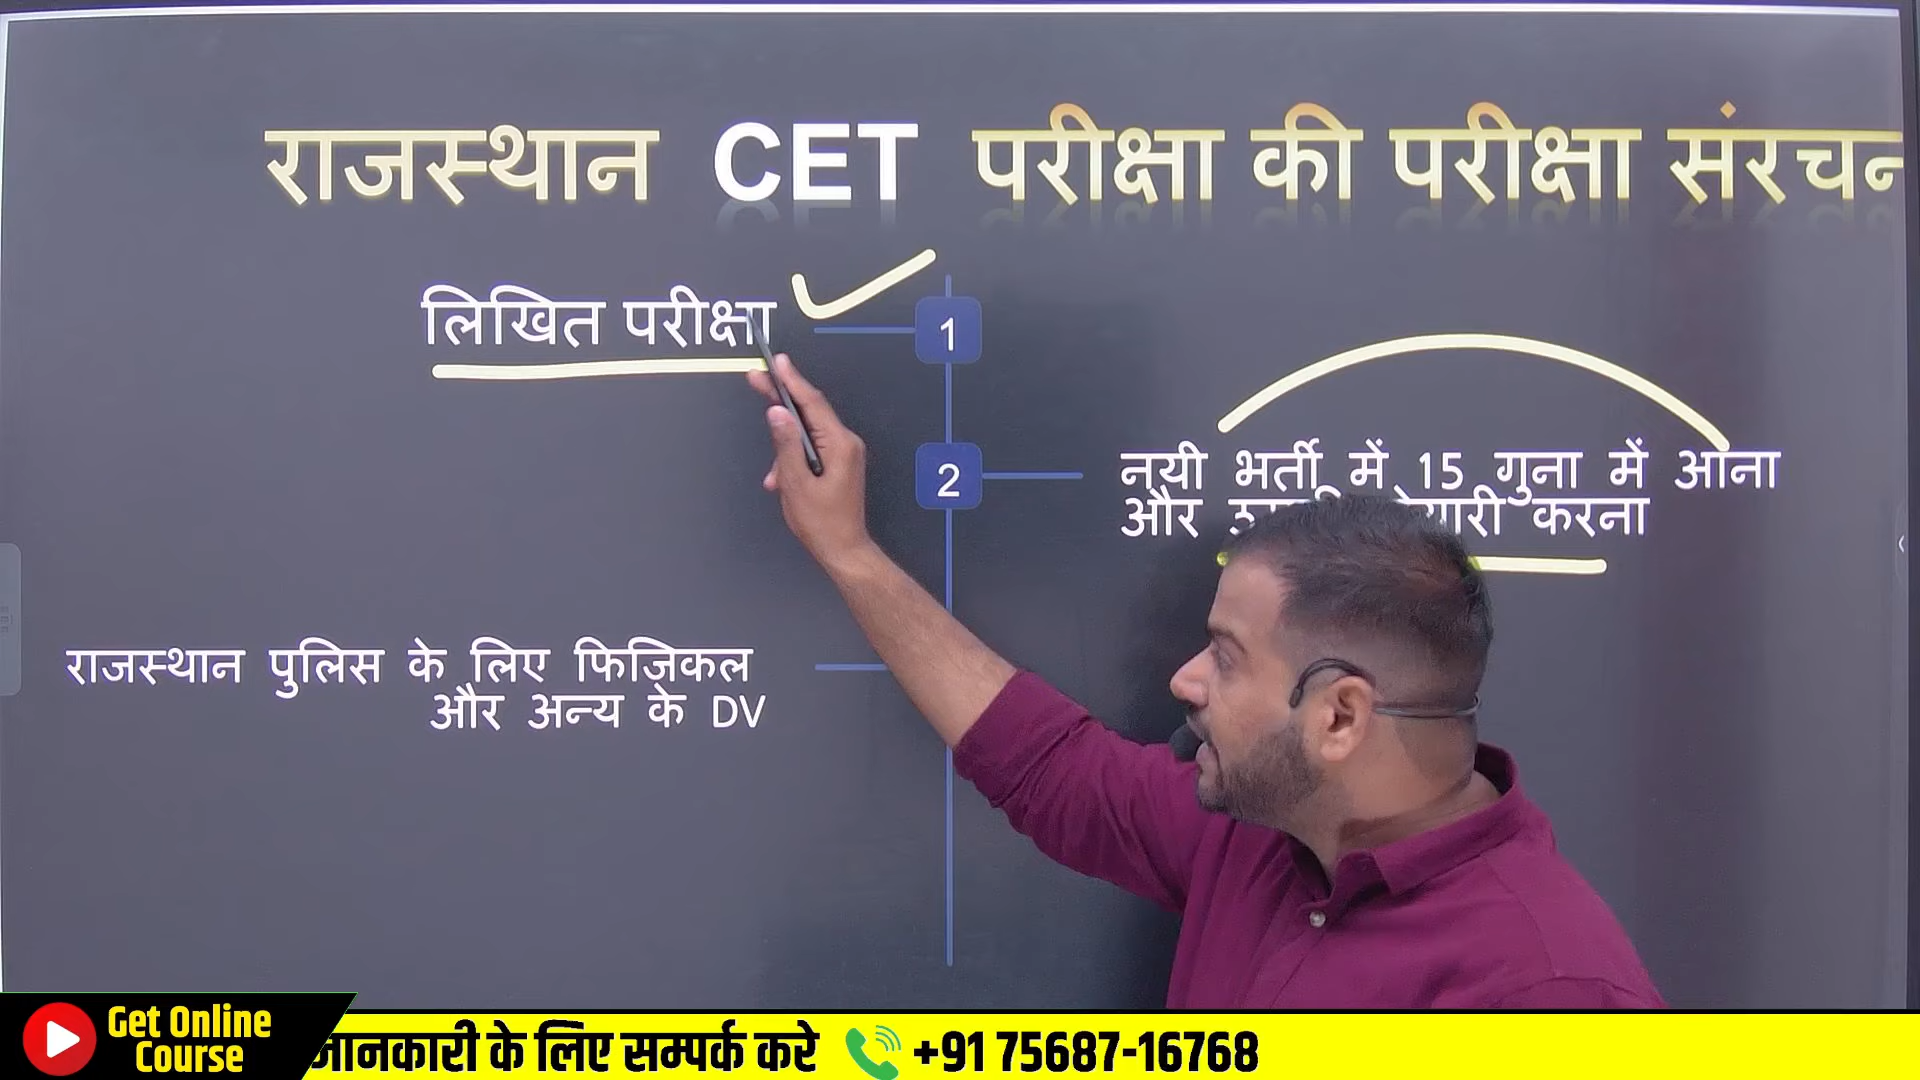 राजस्थान CET परीक्षा की परीक्षा
लिखित परीक्षा
1
2
नयी भर्ती में 15 गुना में आना
और करना
राजस्थान पुलिस के लिए फिजिकल
और अन्य के DV
Get Online
Course
जानकारी के लिए सम्पर्क करे +91 75687-16768